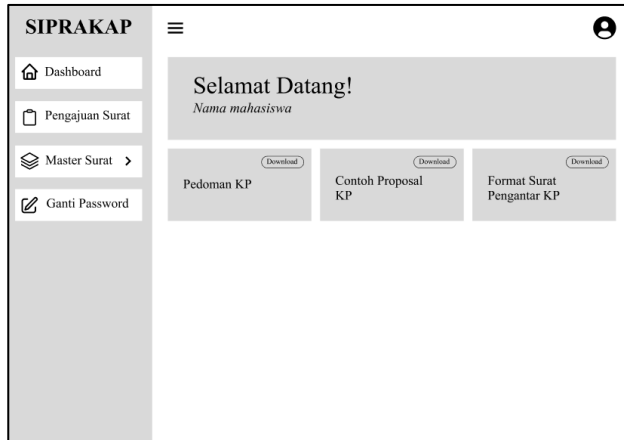 SIPRAKAP
Dashboard
Pengajuan Surat
Master Surat
Ganti Password
Selamat Datang!
Nama mahasiswa
Download
Pedoman KP
Download
Contoh Proposal
KP
Download
Format Surat
Pengantar KP